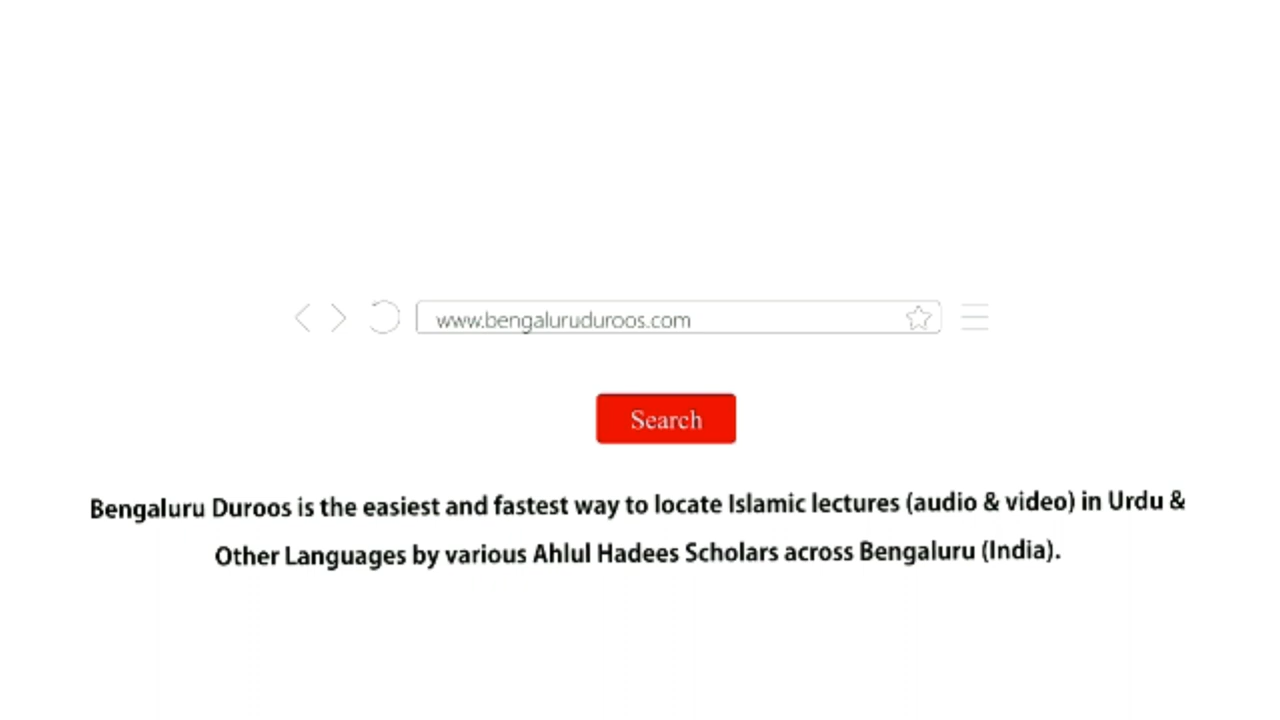 www.bengaluruduroos.com
Search
Bengaluru Duroos is the easiest and fastest way to locate Islamic lectures (audio & video) in Urdu &
Other Languages by various Ahlul Hadees Scholars across Bengaluru (India).